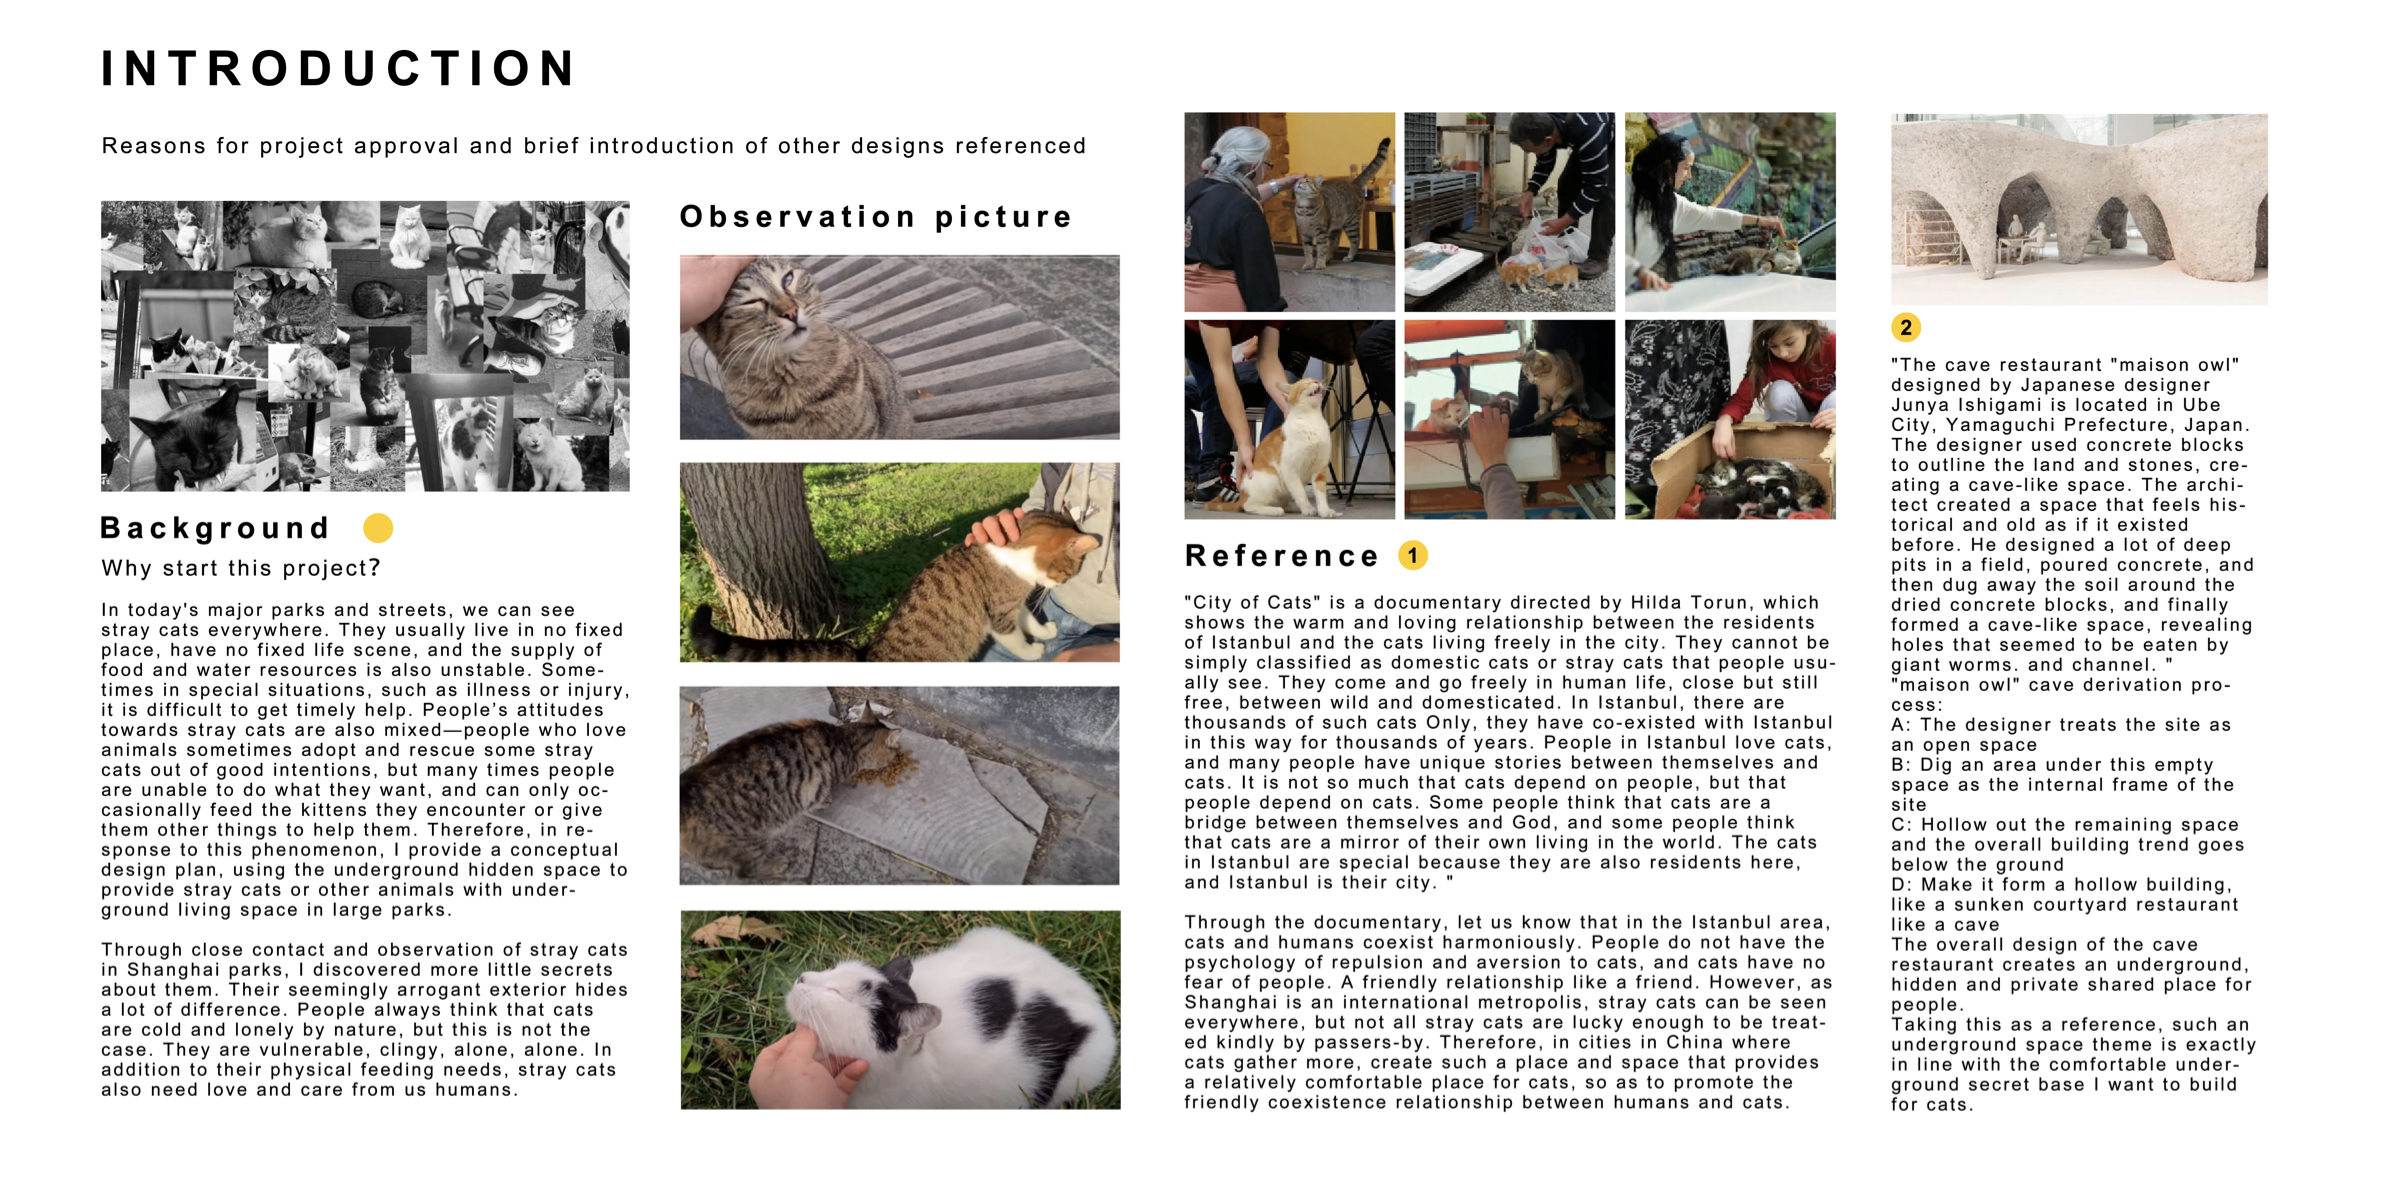 INTRODUCTION
Reasons for project approval and brief introduction of other designs referenced
Background
Why start this project?
In today's major parks and streets, we can see
stray cats everywhere. They usually live in no fixed
place, have no fixed life scene, and the supply of
food and water resources is also unstable. Some-
times in special situations, such as illness or injury,
it is difficult to get timely help. People’s attitudes
towards stray cats are also mixed—people who love
animals sometimes adopt and rescue some stray
cats out of good intentions, but many times people
are unable to do what they want, and can only oc-
casionally feed the kittens they encounter or give
them other things to help them. Therefore, in re-
sponse to this phenomenon, I provide a conceptual
design plan, using the underground hidden space to
provide stray cats or other animals with under-
ground living space in large parks.
Through close contact and observation of stray cats
in Shanghai parks, I discovered more little secrets
about them. Their seemingly arrogant exterior hides
a lot of difference. People always think that cats
are cold and lonely by nature, but this is not the
case. They are vulnerable, clingy, alone, alone. In
addition to their physical feeding needs, stray cats
also need love and care from us humans.
Observation picture
Reference 1
"City of Cats" is a documentary directed by Hilda Torun, which
shows the warm and loving relationship between the residents
of Istanbul and the cats living freely in the city. They cannot be
simply classified as domestic cats or stray cats that people usu-
ally see. They come and go freely in human life, close but still
free, between wild and domesticated. In Istanbul, there are
thousands of such cats Only, they have co-existed with Istanbul
in this way for thousands of years. People in Istanbul love cats,
and many people have unique stories between themselves and
cats. It is not so much that cats depend on people, but that
people depend on cats. Some people think that cats are a
bridge between themselves and God, and some people think
that cats are a mirror of their own living in the world. The cats
in Istanbul are special because they are also residents here,
and Istanbul is their city. "
Through the documentary, let us know that in the Istanbul area,
cats and humans coexist harmoniously. People do not have the
psychology of repulsion and aversion to cats, and cats have no
fear of people. A friendly relationship like a friend. However, as
Shanghai is an international metropolis, stray cats can be seen
everywhere, but not all stray cats are lucky enough to be treat-
ed kindly by passers-by. Therefore, in cities in China where
cats gather more, create such a place and space that provides
a relatively comfortable place for cats, so as to promote the
friendly coexistence relationship between humans and cats.
2
"The cave restaurant "maison owl"
designed by Japanese designer
Junya Ishigami is located in Ube
City, Yamaguchi Prefecture, Japan.
The designer used concrete blocks
to outline the land and stones, cre-
ating a cave-like space. The archi-
tect created a space that feels his-
torical and old as if it existed
before. He designed a lot of deep
pits in a field, poured concrete, and
then dug away the soil around the
dried concrete blocks, and finally
formed a cave-like space, revealing
holes that seemed to be eaten by
giant worms. and channel. "
"maison owl" cave derivation pro-
cess:
A: The designer treats the site as
an open space
B: Dig an area under this empty
space as the internal frame of the
site
C: Hollow out the remaining space
and the overall building trend goes
below the ground
D: Make it form a hollow building,
like a sunken courtyard restaurant
like a cave
The overall design of the cave
restaurant creates an underground,
hidden and private shared place for
people.
Taking this as a reference, such an
underground space theme is exactly
in line with the comfortable under-
ground secret base I want to build
for cats.